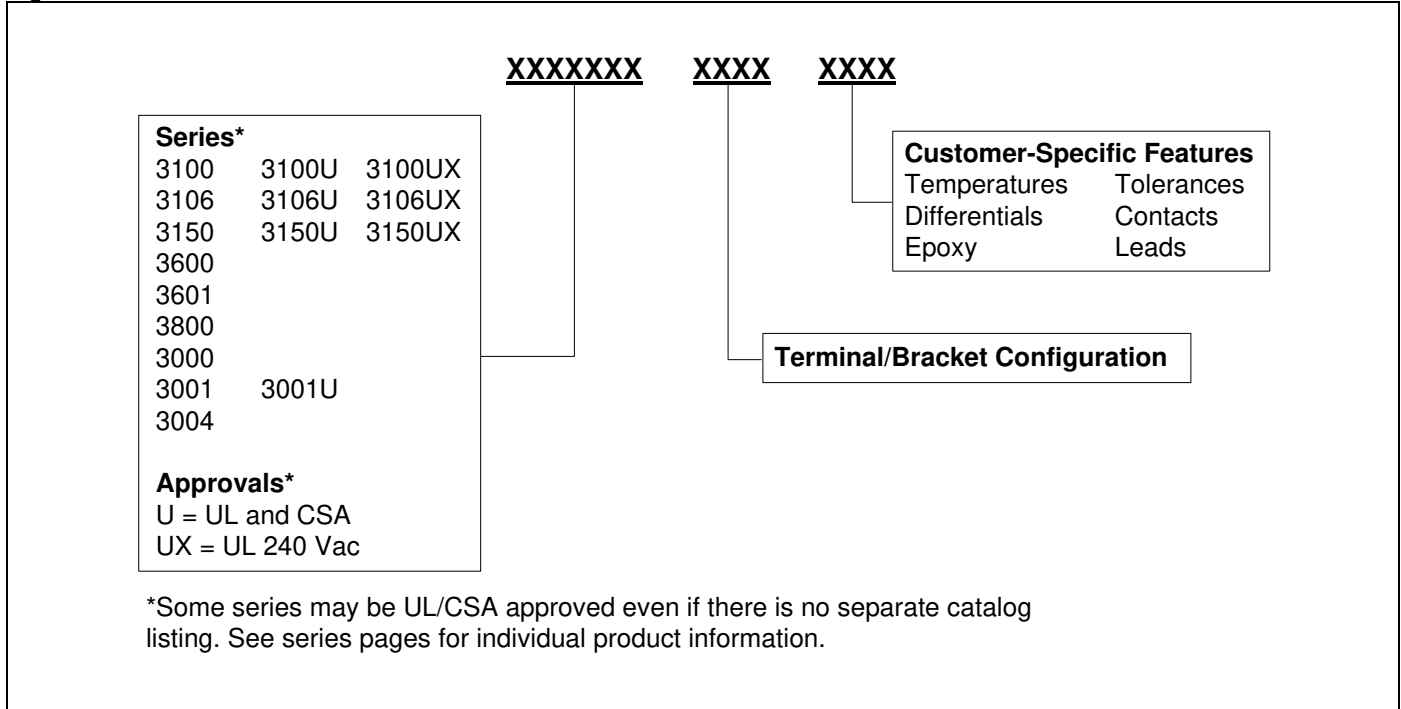 XXXXXXX XXXX XXXX
Series*
3100 3100U 3100UX
3106 3106U 3106UX
3150 3150U 3150UX
3600
3601
3800
3000
3001 3001U
3004
Approvals*
U = UL and CSA
UX = UL 240 Vac
Customer-Specific Features
Temperatures Tolerances
Differentials Contacts
Epoxy Leads
Terminal/Bracket Configuration
*Some series may be UL/CSA approved even if there is no separate catalog
listing. See series pages for individual product information.